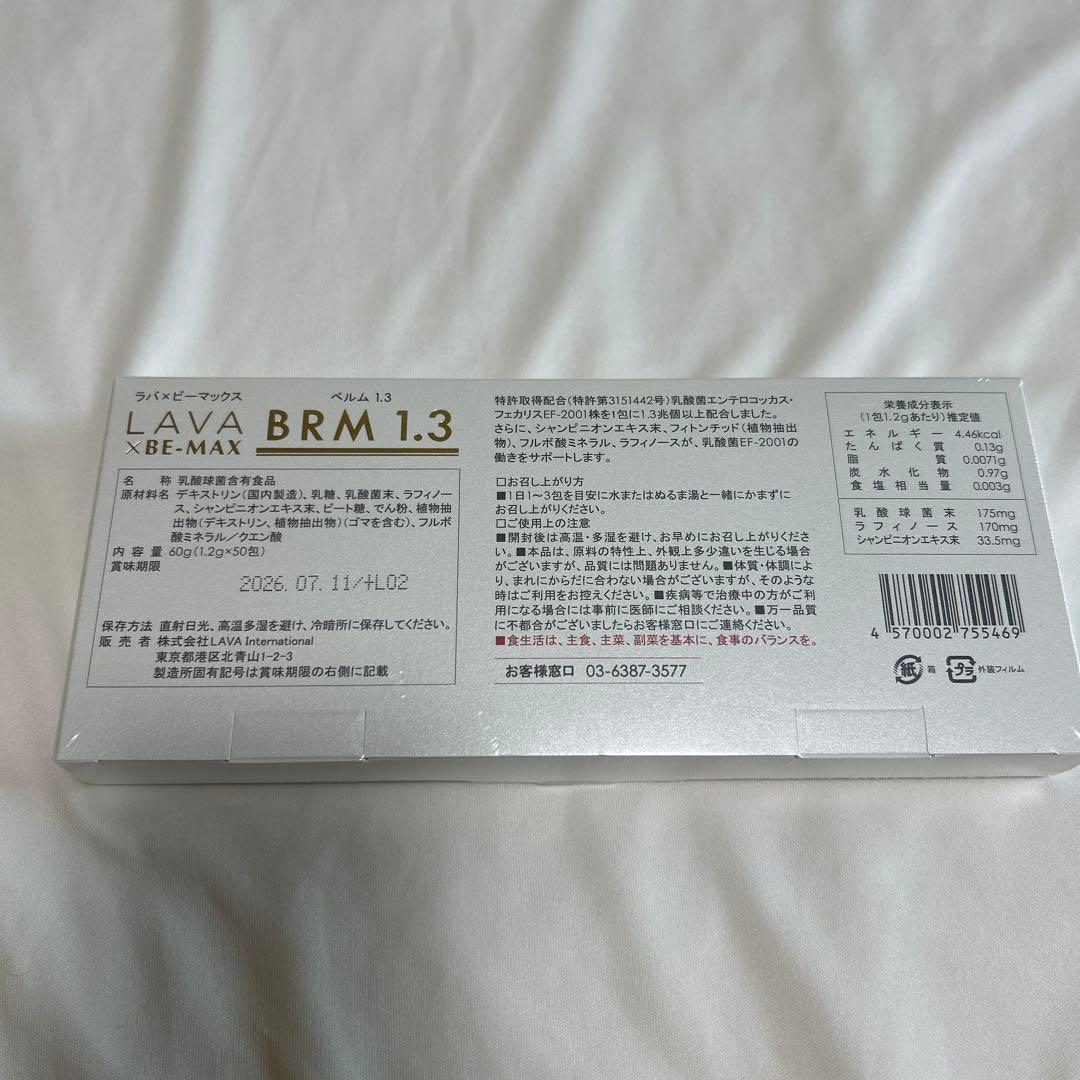 ラバ×ビーマックス
ベルム 1.3
LAVA
×BE-MAX
BRM 1.3
名 称 乳酸球菌含有食品
原材料名 デキストリン(国内製造)、乳糖、乳酸菌末、ラフィノー
ス、シャンピニオンエキス末、ビート糖、でん粉、植物抽
出物(デキストリン、植物抽出物)(ゴマを含む)、フルボ
酸ミネラル/クエン酸
内 容 量 60g(1.2g×50包)
賞味期限
2026.07.11/+L02
保存方法 直射日光、高温多湿を避け、冷暗所に保存してください。
販 売 者 株式会社LAVA International
東京都港区北青山1-2-3
製造所固有記号は賞味期限の右側に記載
特許取得配合(特許第3151442号)乳酸菌エンテロコッカス・
フェカリスEF-2001株を1包に1.3兆個以上配合しました。
さらに、シャンピニオンエキス末、フィトンチッド(植物抽出
物)、フルボ酸ミネラル、ラフィノースが、乳酸菌EF-2001の
働きをサポートします。
□お召し上がり方
■1日1～3包を目安に水またはぬるま湯と一緒にかまずに
お召し上がりください。
□ご使用上の注意
■開封後は高温・多湿を避け、お早めにお召し上がりくださ
い。■本品は、原料の特性上、外観上多少違いを生じる場合
がございますが、品質には問題ありません。■体質・体調によ
り、まれにからだに合わない場合がございますが、そのような
時はご利用をお控えください。■疾病等で治療中の方がご利
用になる場合には事前に医師にご相談ください。■万一品質
に不都合がございましたらお客様窓口にご連絡ください。
■食生活は、主食、主菜、副菜を基本に、食事のバランスを。
お客様窓口 03-6387-3577
栄養成分表示
(1包1.2gあたり)推定値
エネルギー 4.46kcal
たんぱく質 0.13g
脂質 0.0071g
炭水化物 0.97g
食塩相当量 0.003g
乳酸球菌末 175mg
ラフィノース 170mg
シャンピニオンエキス末 33.5mg
4 570002 755469
紙 箱 プラ 外装フィルム